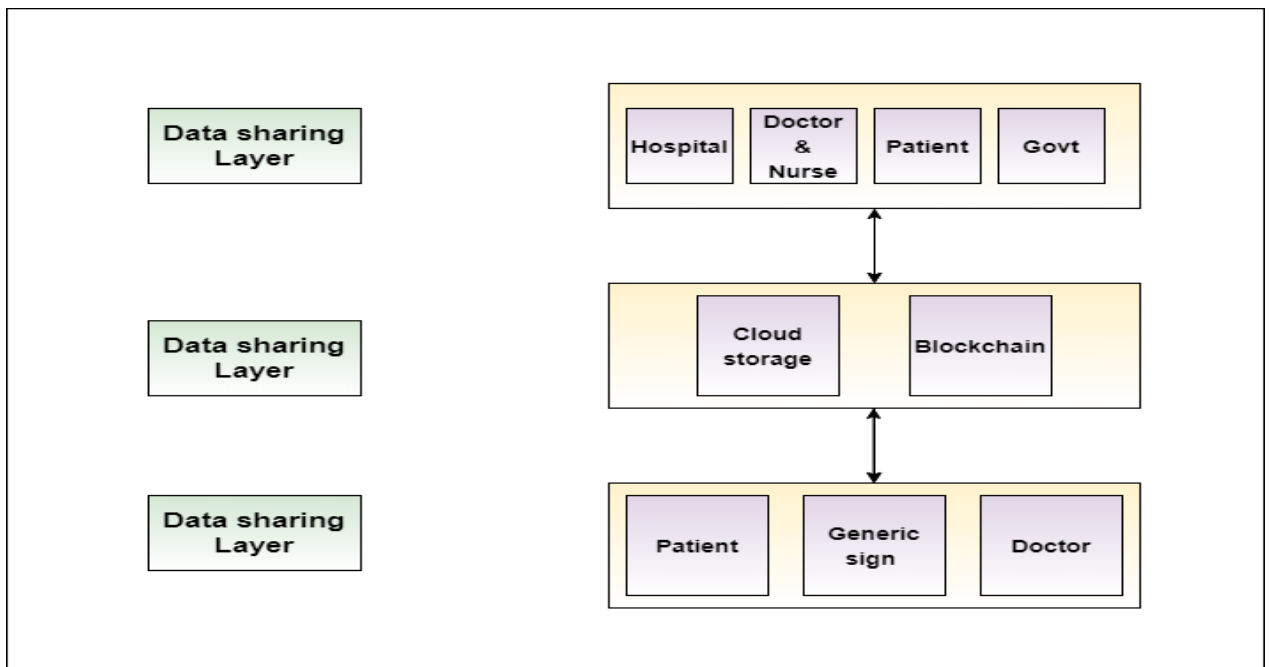 Data sharing
Layer
Hospital
Doctor
&
Nurse
Patient
Govt
Data sharing
Layer
Cloud
storage
Blockchain
Data sharing
Layer
Patient
Generic
sign
Doctor